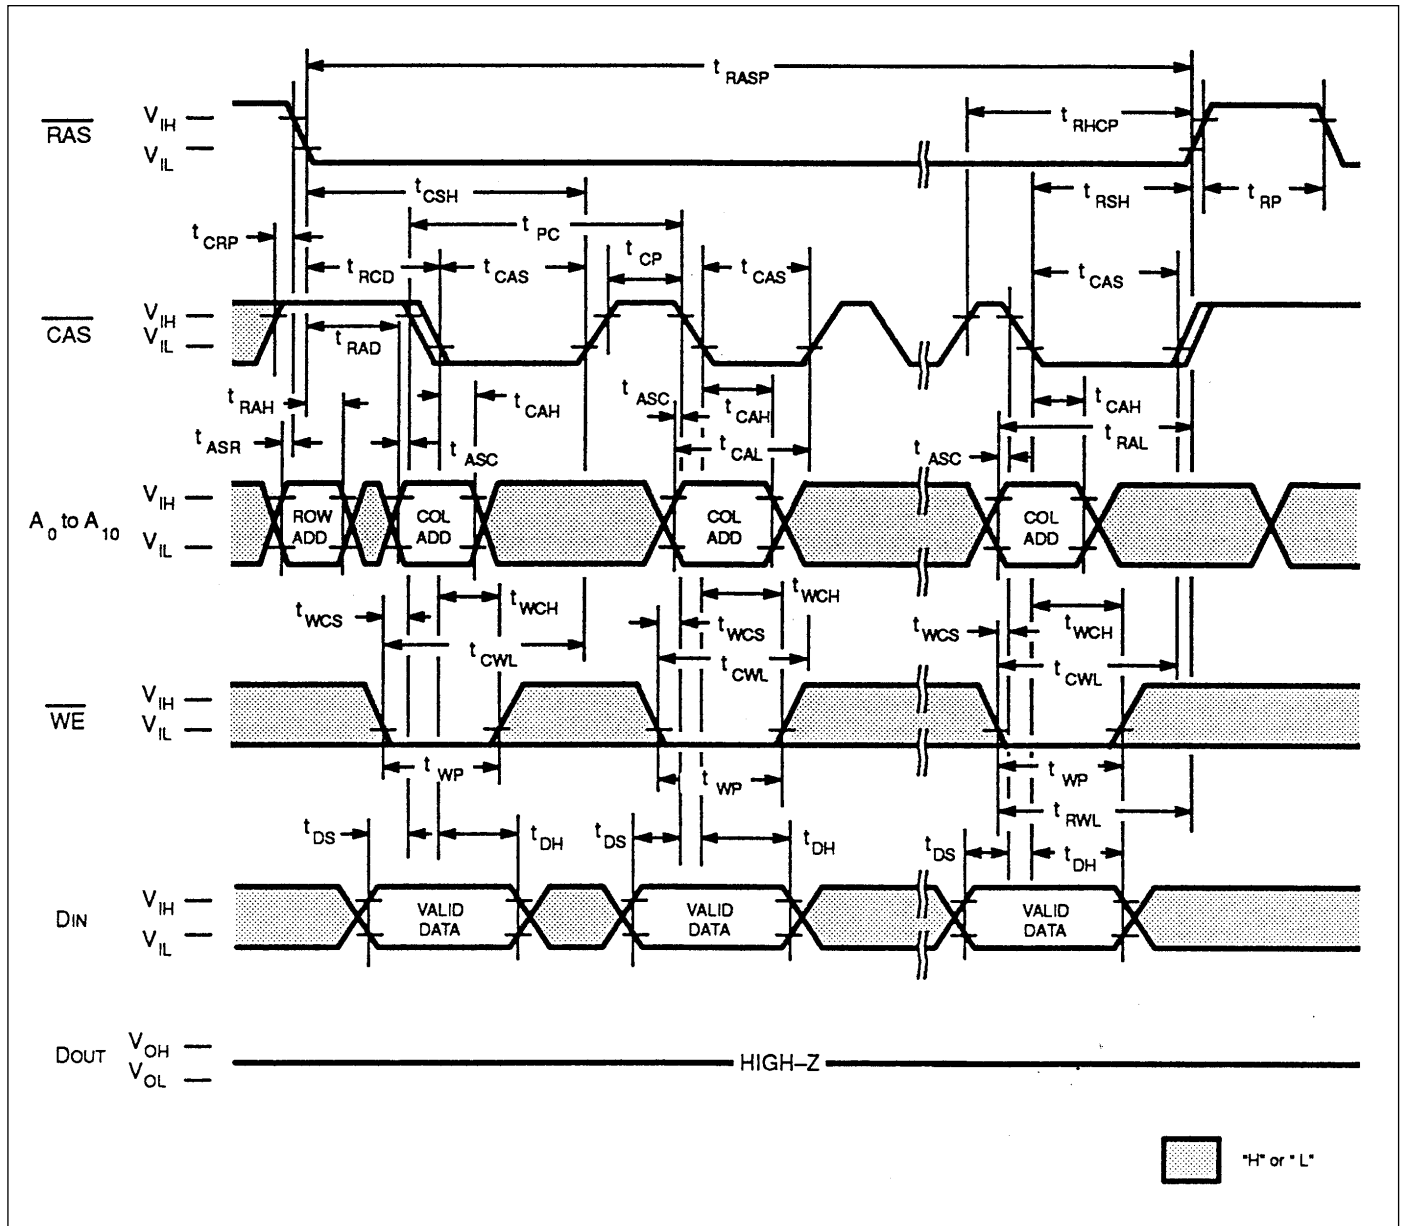 t RASP
RAS
V IH
V IL
t RHCP
t CSH
t RSH
t RP
t CRP
t PC
t RCD
t CAS
t CP
t CAS
t CAS
CAS
V IH
V IL
t RAD
t RAH
t CAH
t ASC
t CAH
t CAH
t ASR
t ASC
t CAL
t ASC
t RAL
A 0 to A 10
V IH
V IL
ROW ADD
COL ADD
COL ADD
COL ADD
t WCS
t WCH
t WCS
t WCH
t WCS
t WCH
t CWL
t CWL
t CWL
WE
V IH
V IL
t WP
t WP
t WP
t RWL
t DS
t DH
t DS
t DH
t DS
t DH
DIN
V IH
V IL
VALID DATA
VALID DATA
VALID DATA
DOUT
V OH
V OL
HIGH–Z
"H" or " L"